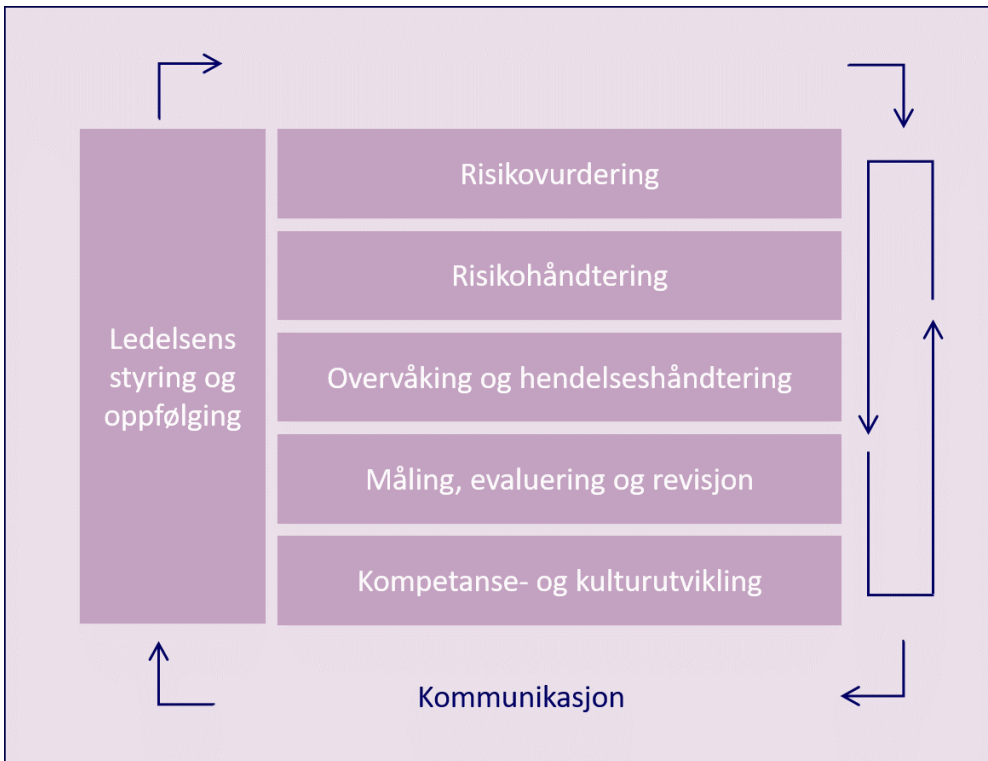 Risikovurdering
Risikohåndtering
Ledelsens
styring og
oppfølging
Overvåking og hendelseshåndtering
Måling, evaluering og revisjon
Kompetanse- og kulturutvikling
Kommunikasjon